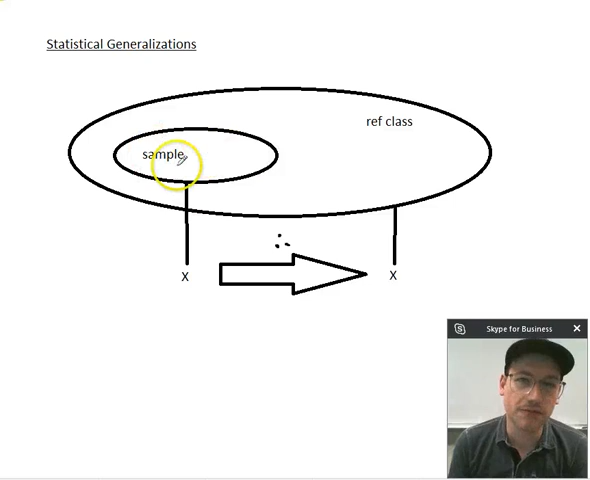 Statistical Generalizations
ref class
sample
∴
X
X
Skype for Business